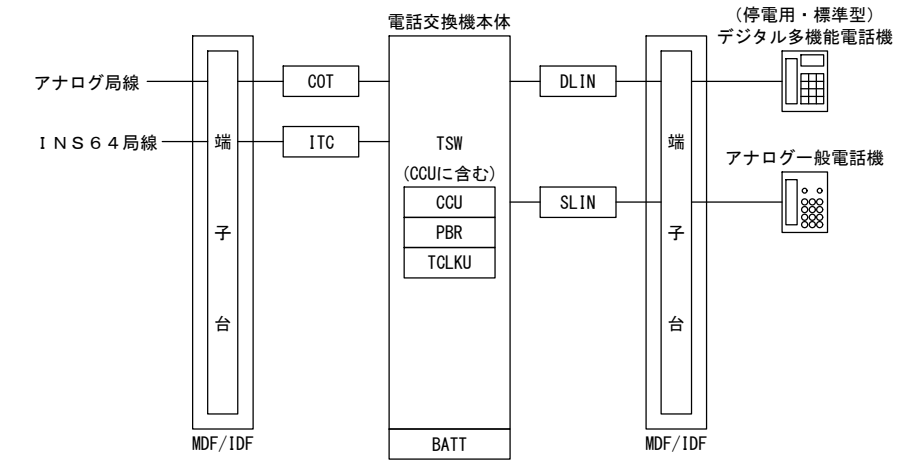 電話交換機本体
(停電用・標準型)
デジタル多機能電話機
アナログ局線
COT
DLIN
INS64局線
端
ITC
TSW
端
(CCUに含む)
アナログ一般電話機
CCU
SLIN
子
PBR
子
TCLKU
台
台
MDF/IDF
BATT
MDF/IDF